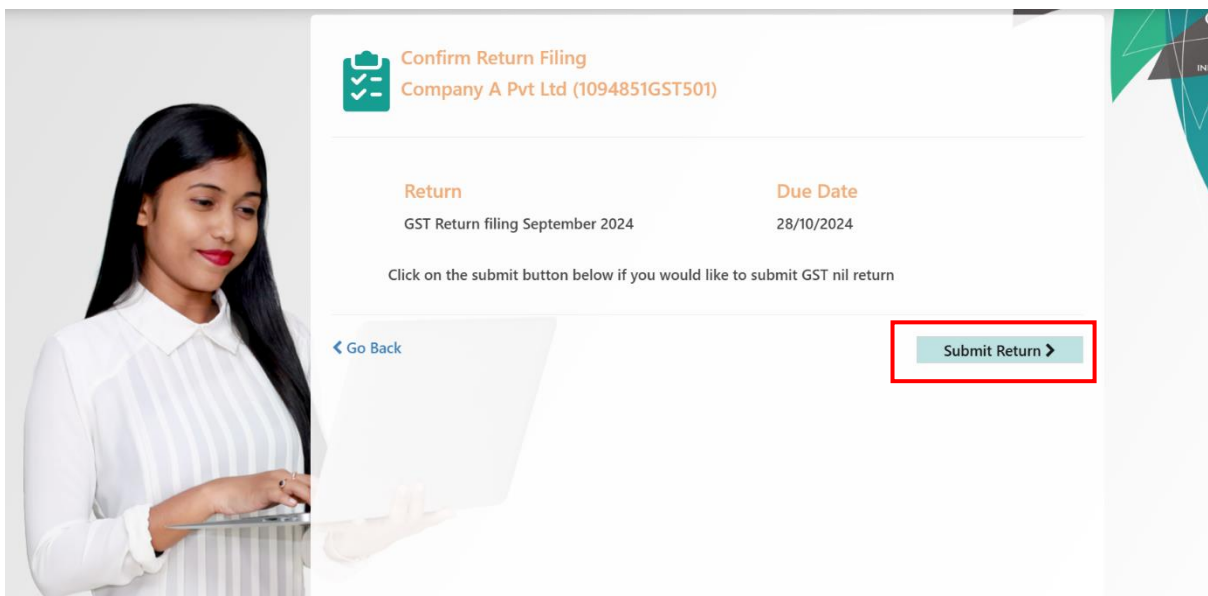 Confirm Return Filing
Company A Pvt Ltd (1094851GST501)
Return
Due Date
GST Return filing September 2024
28/10/2024
Click on the submit button below if you would like to submit GST nil return
Go Back
Submit Return